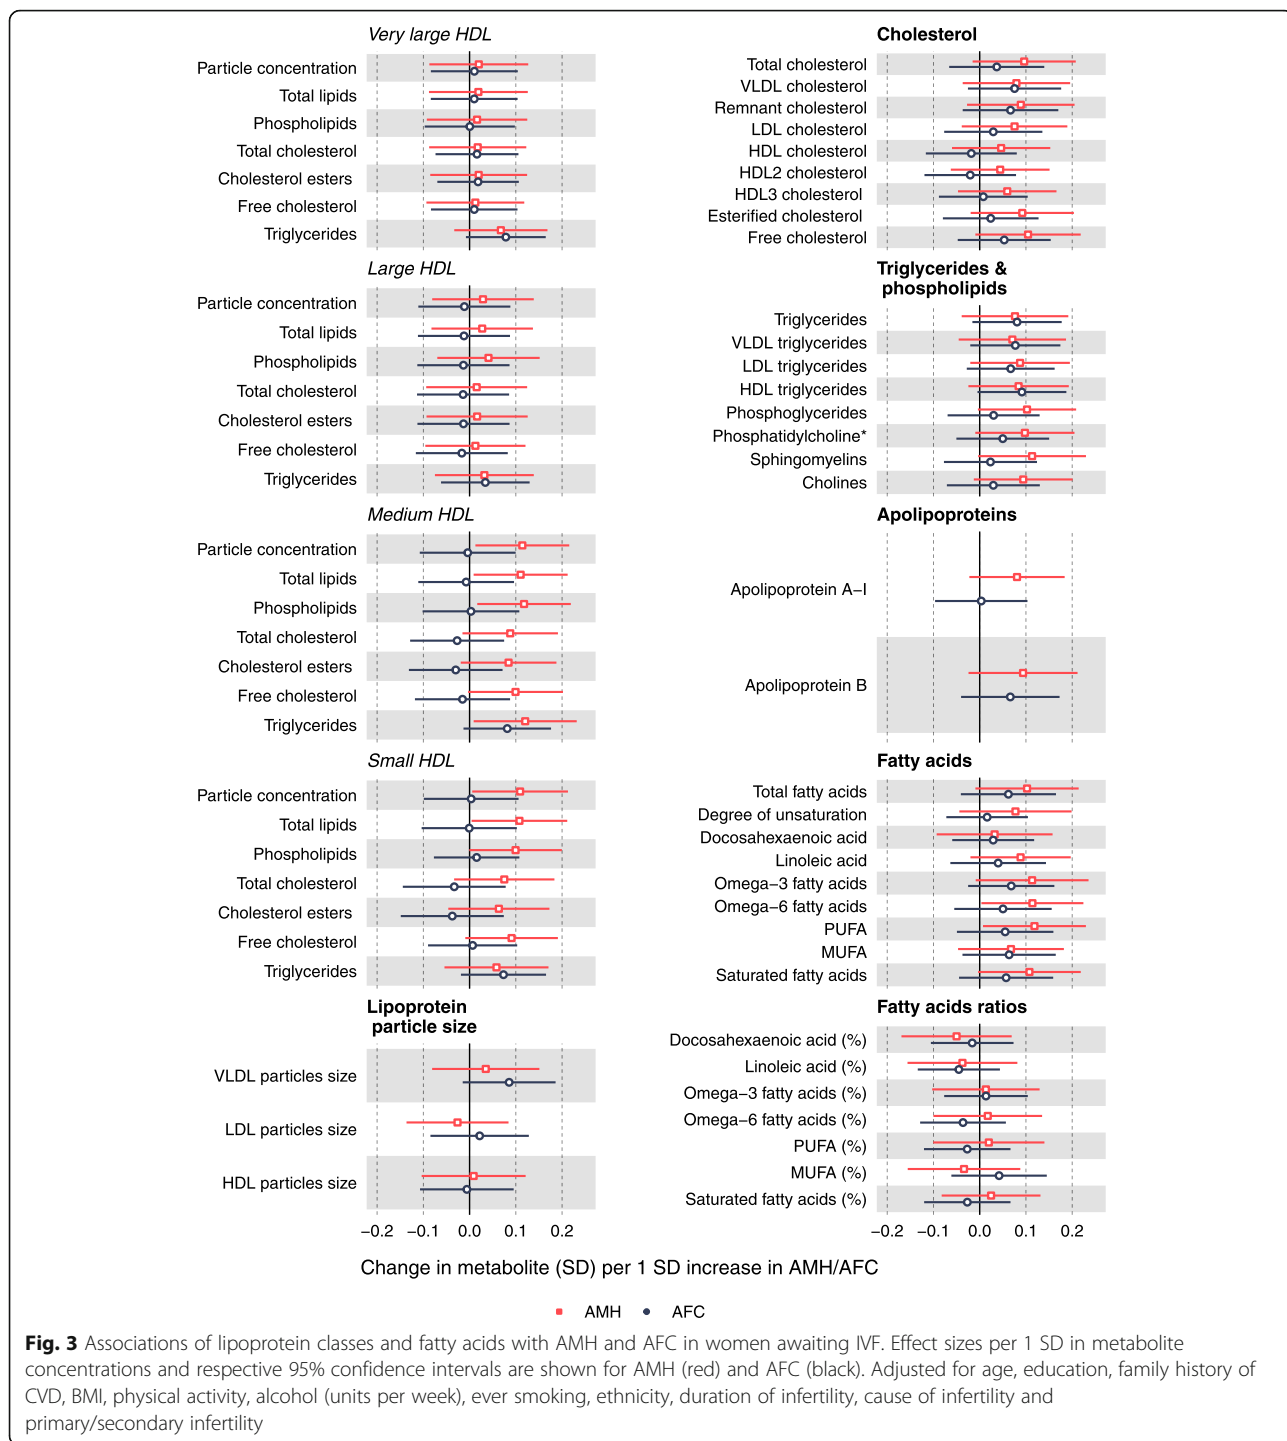 Very large HDL
Particle concentration
Total lipids
Phospholipids
Total cholesterol
Cholesterol esters
Free cholesterol
Triglycerides
Large HDL
Particle concentration
Total lipids
Phospholipids
Total cholesterol
Cholesterol esters
Free cholesterol
Triglycerides
Medium HDL
Particle concentration
Total lipids
Phospholipids
Total cholesterol
Cholesterol esters
Free cholesterol
Triglycerides
Small HDL
Particle concentration
Total lipids
Phospholipids
Total cholesterol
Cholesterol esters
Free cholesterol
Triglycerides
Lipoprotein
particle size
VLDL particles size
LDL particles size
HDL particles size
−0.2 −0.1 0.0 0.1 0.2
Cholesterol
Total cholesterol
VLDL cholesterol
Remnant cholesterol
LDL cholesterol
HDL cholesterol
HDL2 cholesterol
HDL3 cholesterol
Esterified cholesterol
Free cholesterol
Triglycerides &
phospholipids
Triglycerides
VLDL triglycerides
LDL triglycerides
HDL triglycerides
Phosphoglycerides
Phosphatidylcholine*
Sphingomyelins
Cholines
Apolipoproteins
Apolipoprotein A−I
Apolipoprotein B
Fatty acids
Total fatty acids
Degree of unsaturation
Docosahexaenoic acid
Linoleic acid
Omega−3 fatty acids
Omega−6 fatty acids
PUFA
MUFA
Saturated fatty acids
Fatty acids ratios
Docosahexaenoic acid (%)
Linoleic acid (%)
Omega−3 fatty acids (%)
Omega−6 fatty acids (%)
PUFA (%)
MUFA (%)
Saturated fatty acids (%)
−0.2 −0.1 0.0 0.1 0.2
Change in metabolite (SD) per 1 SD increase in AMH/AFC
AMH AFC
Fig. 3 Associations of lipoprotein classes and fatty acids with AMH and AFC in women awaiting IVF. Effect sizes per 1 SD in metabolite
concentrations and respective 95% confidence intervals are shown for AMH (red) and AFC (black). Adjusted for age, education, family history of
CVD, BMI, physical activity, alcohol (units per week), ever smoking, ethnicity, duration of infertility, cause of infertility and
primary/secondary infertility